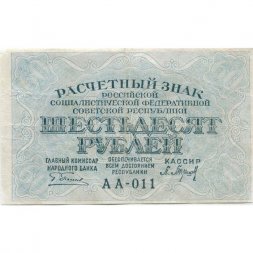 РАСЧЕТНЫЙ ЗНАК
РОССИЙСКОЙ
СОЦИАЛИСТИЧЕСКОЙ ФЕДЕРАТИВНОЙ
СОВЕТСКОЙ РЕСПУБЛИКИ
ШЕСТЬДЕСЯТ
РУБЛЕЙ
ГЛАВНЫЙ КОМИССАР
НАРОДНОГО БАНКА
ОБЕСПЕЧИВАЕТСЯ
ВСЕМ ДОСТОЯНИЕМ
РЕСПУБЛИКИ
КАССИР
АА-011